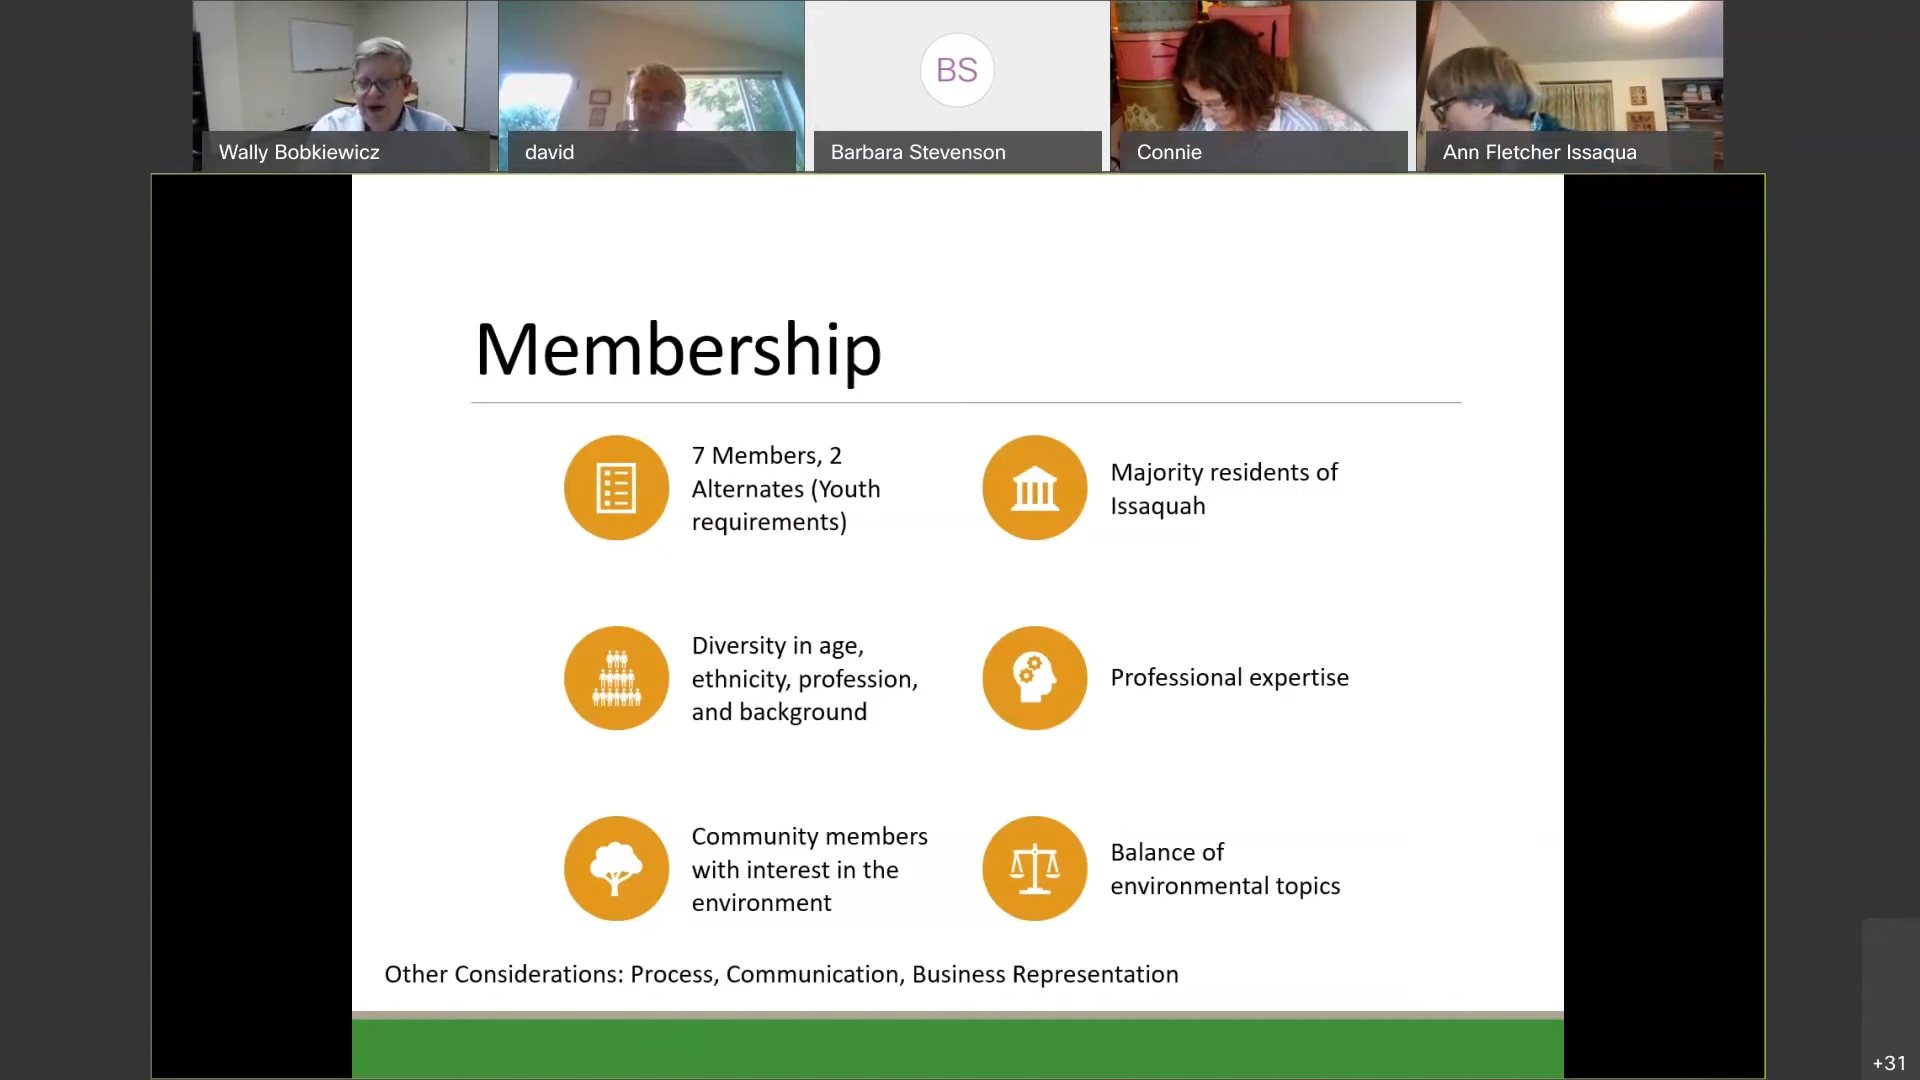 BS
Wally Bobkiewicz
david
Barbara Stevenson
Connie
Ann Fletcher Issaqua
Membership
7 Members, 2
Alternates (Youth
requirements)
Majority residents of
Issaquah
Diversity in age,
ethnicity, profession,
and background
Professional expertise
Community members
with interest in the
environment
Balance of
environmental topics
Other Considerations: Process, Communication, Business Representation
+31